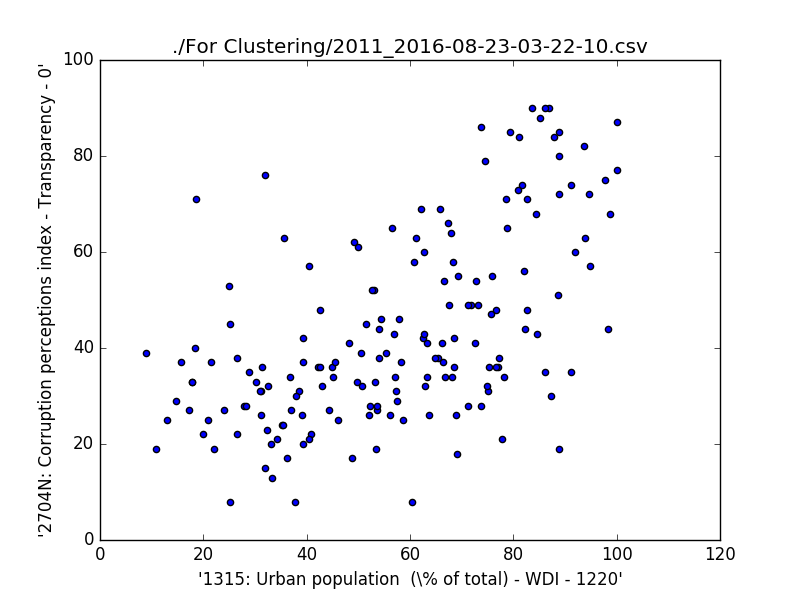 ./For Clustering/2011_2016-08-23-03-22-10.csv
100
80
60
40
20
0
'2704N: Corruption perceptions index - Transparency - 0'
0 20 40 60 80 100 120
'1315: Urban population  (\% of total) - WDI - 1220'